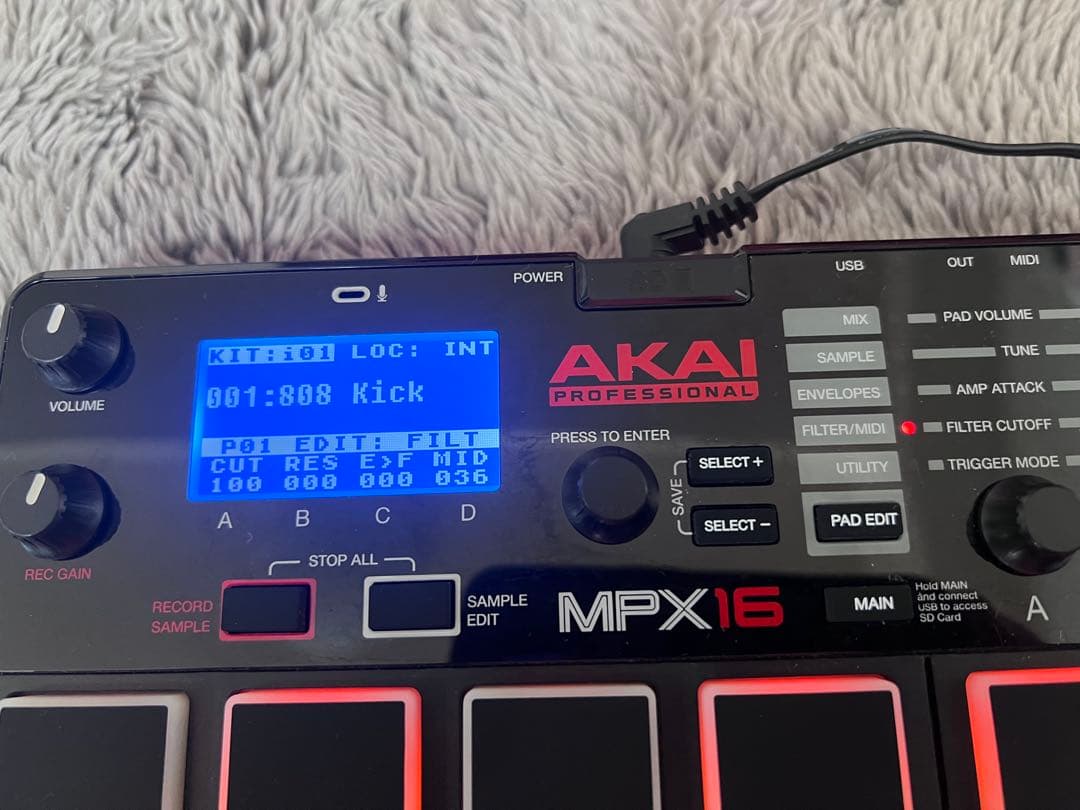 POWER
USB
OUT
MIDI
VOLUME
REC GAIN
KIT:i01 LOC: INT
001:808 Kick
P01 EDIT: FILT
CUT RES E>F MID
100 000 000 036
A B C D
STOP ALL
RECORD
SAMPLE
SAMPLE
EDIT
AKAI
PROFESSIONAL
PRESS TO ENTER
SAVE
SELECT +
SELECT -
MPX16
MIX
SAMPLE
ENVELOPES
FILTER/MIDI
UTILITY
PAD EDIT
MAIN
Hold MAIN
and connect
USB to access
SD Card
PAD VOLUME
TUNE
AMP ATTACK
FILTER CUTOFF
TRIGGER MODE
A